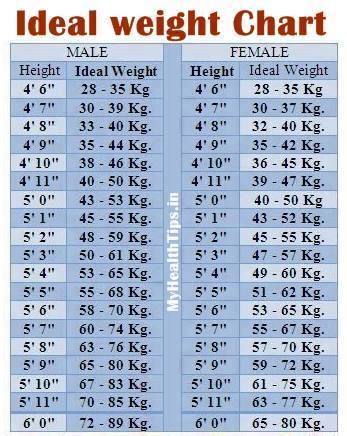 Ideal weight Chart
MALE FEMALE
Height Ideal Weight Height Ideal Weight
4' 6" 28 - 35 Kg 4' 6" 28 - 35 Kg
4' 7" 30 - 39 Kg. 4' 7" 30 - 37 Kg.
4' 8" 33 - 40 Kg. 4' 8" 32 - 40 Kg.
4' 9" 35 - 44 Kg. 4' 9" 35 - 42 Kg.
4' 10" 38 - 46 Kg. 4' 10" 36 - 45 Kg.
4' 11" 40 - 50 Kg. 4' 11" 39 - 47 Kg.
5' 0" 43 - 53 Kg. 5' 0" 40 - 50 Kg
5' 1" 45 - 55 Kg. 5' 1" 43 - 52 Kg.
5' 2" 48 - 59 Kg. 5' 2" 45 - 55 Kg.
5' 3" 50 - 61 Kg. 5' 3" 47 - 57 Kg.
5' 4" 53 - 65 Kg. 5' 4" 49 - 60 Kg.
5' 5" 55 - 68 Kg. 5' 5" 51 - 62 Kg.
5' 6" 58 - 70 Kg. 5' 6" 53 - 65 Kg.
5' 7" 60 - 74 Kg. 5' 7" 55 - 67 Kg.
5' 8" 63 - 76 Kg. 5' 8" 57 - 70 Kg.
5' 9" 65 - 80 Kg. 5' 9" 59 - 72 Kg.
5' 10" 67 - 83 Kg. 5' 10" 61 - 75 Kg.
5' 11" 70 - 85 Kg. 5' 11" 63 - 77 Kg.
6' 0" 72 - 89 Kg. 6' 0" 65 - 80 Kg.
MyHealthTips.in